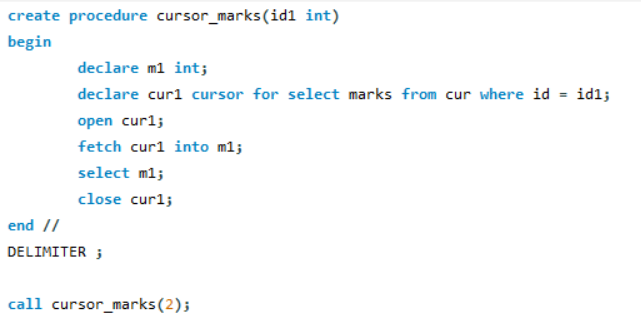 create procedure cursor_marks(id1 int)
begin
declare m1 int;
declare cur1 cursor for select marks from cur where id = id1;
open cur1;
fetch cur1 into m1;
select m1;
close cur1;
end //
DELIMITER ;
call cursor_marks(2);